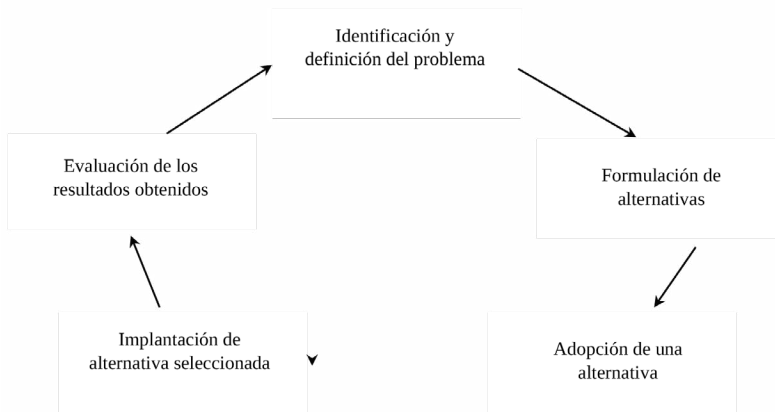 Identificación y
definición del problema
Evaluación de los
resultados obtenidos
Formulación de
alternativas
Implantación de
alternativa seleccionada
Adopción de una
alternativa